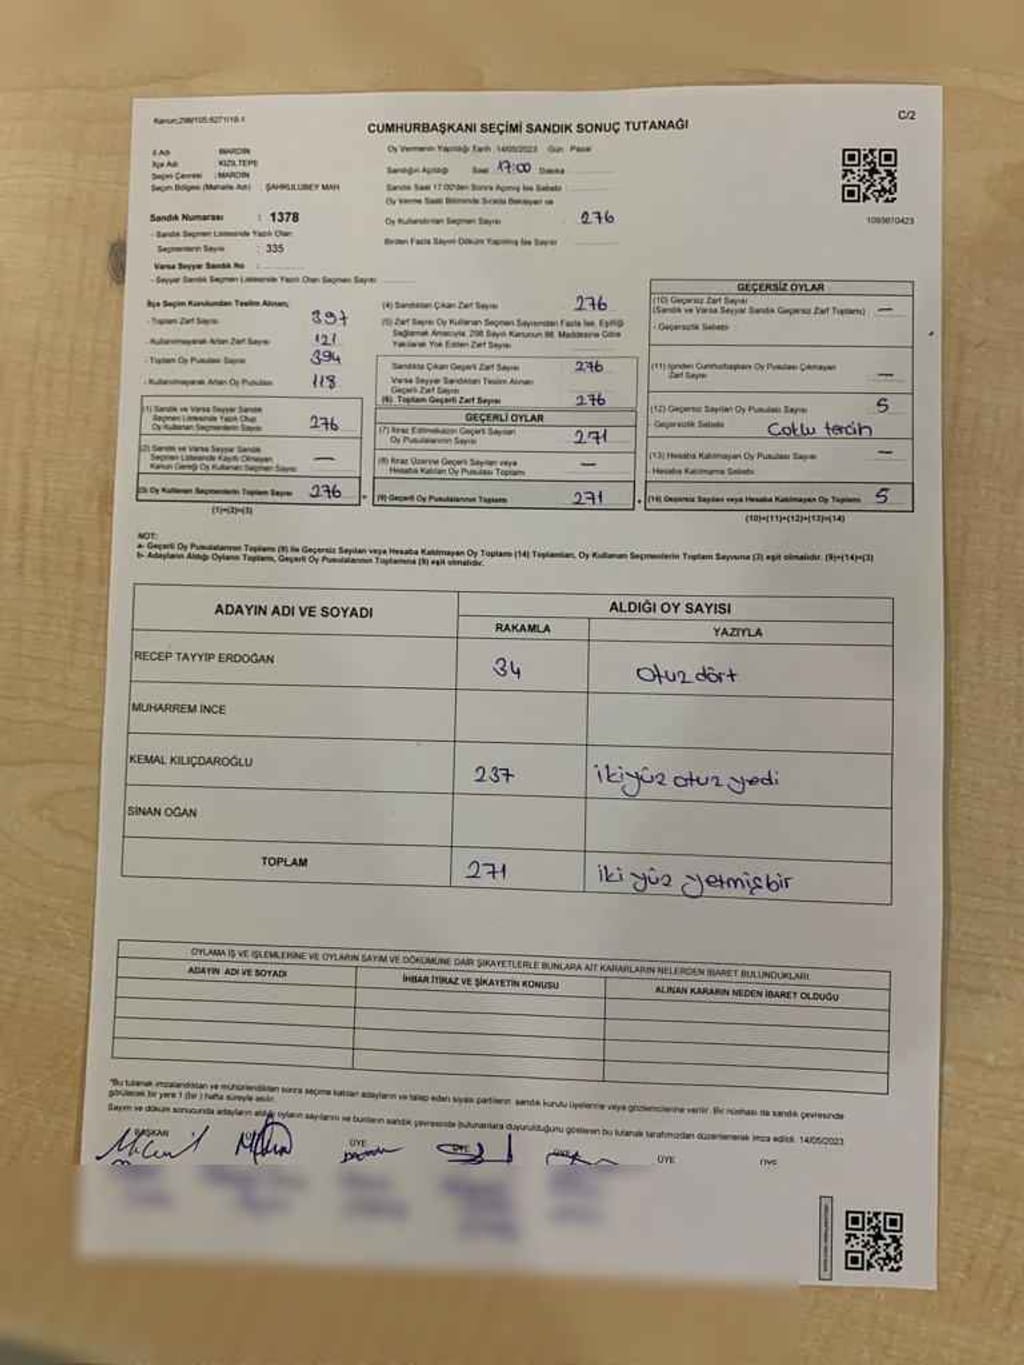 Kanun:298/105:6271/16-1
C/2
CUMHURBAŞKANI SEÇİMİ SANDIK SONUÇ TUTANAĞI
İl Adı : MARDİN
İlçe Adı : KIZILTEPE
Seçim Çevresi : MARDİN
Seçim Bölgesi (Mahalle Adı) : ŞAHKULUBEY MAH
Sandık Numarası : 1378
- Sandık Seçmen Listesinde Yazılı Olan
Seçmenlerin Sayısı : 335
Varsa Seyyar Sandık No :
- Seyyar Sandık Seçmen Listesinde Yazılı Olan Seçmen Sayısı
Oy Vermenin Yapıldığı Tarih :14/05/2023 Gün : Pazar
Sandığın Açıldığı Saat 17:00 Dakika
Sandık Saat 17.00'den Sonra Açılmış İse Sebebi
Oy Verme Saati Bitiminde Sırada Bekleyen ve
Oy Kullandırılan Seçmen Sayısı : 276
Birden Fazla Sayım Döküm Yapılmış İse Sayısı
1093670423
İlçe Seçim Kurulundan Teslim Alınan;
- Toplam Zarf Sayısı 397
- Kullanılmayarak Artan Zarf Sayısı 121
- Toplam Oy Pusulası Sayısı 394
- Kullanılmayarak Artan Oy Pusulası 118
(1) Sandık ve Varsa Seyyar Sandık
Seçmen Listesinde Yazılı Olup
Oy Kullanan Seçmenlerin Sayısı 276
(2) Sandık ve Varsa Seyyar Sandık
Seçmen Listesinde Kayıtlı Olmayan
Kanun Gereği Oy Kullanan Seçmen Sayısı —
(3) Oy Kullanan Seçmenlerin Toplam Sayısı 276
(1)+(2)=(3)
(4) Sandıktan Çıkan Zarf Sayısı 276
(5) Zarf Sayısı Oy Kullanan Seçmen Sayısından Fazla İse, Eşitliği
Sağlamak Amacıyla, 298 Sayılı Kanunun 98. Maddesine Göre
Yakılarak Yok Edilen Zarf Sayısı
Sandıkta Çıkan Geçerli Zarf Sayısı 276
Varsa Seyyar Sandıktan Teslim Alınan
Geçerli Zarf Sayısı
(6) Toplam Geçerli Zarf Sayısı 276
GEÇERLİ OYLAR
(7) İtiraz Edilmeksizin Geçerli Sayılan
Oy Pusulalarının Sayısı 271
(8) İtiraz Üzerine Geçerli Sayılan veya
Hesaba Katılan Oy Pusulası Toplamı —
(9) Geçerli Oy Pusulalarının Toplamı 271
GEÇERSİZ OYLAR
(10) Geçersiz Zarf Sayısı
(Sandık ve Varsa Seyyar Sandık Geçersiz Zarf Toplamı) —
- Geçersizlik Sebebi
(11) İçinden Cumhurbaşkanı Oy Pusulası Çıkmayan
Zarf Sayısı —
(12) Geçersiz Sayılan Oy Pusulası Sayısı 5
- Geçersizlik Sebebi Çoklu tercih
(13) Hesaba Katılmayan Oy Pusulası Sayısı —
Hesaba Katılmama Sebebi
(14) Geçersiz Sayılan veya Hesaba Katılmayan Oy Toplamı 5
(10)+(11)+(12)+(13)=(14)
NOT:
a- Geçerli Oy Pusulalarının Toplamı (9) ile Geçersiz Sayılan veya Hesaba Katılmayan Oy Toplamı (14) Toplamları, Oy Kullanan Seçmenlerin Toplam Sayısına (3) eşit olmalıdır. (9)+(14)=(3)
b- Adayların Aldığı Oyların Toplamı, Geçerli Oy Pusulalarının Toplamına (9) eşit olmalıdır.
ADAYIN ADI VE SOYADI
ALDIĞI OY SAYISI
RAKAMLA YAZIYLA
RECEP TAYYİP ERDOĞAN 34 otuz dört
MUHARREM İNCE
KEMAL KILIÇDAROĞLU 237 ikiyüz otuz yedi
SİNAN OĞAN
TOPLAM 271 iki yüz yetmişbir
OYLAMA İŞ VE İŞLEMLERİNE VE OYLARIN SAYIM VE DÖKÜMÜNE DAİR ŞİKAYETLERLE BUNLARA AİT KARARLARIN NELERDEN İBARET BULUNDUKLARI
ADAYIN ADI VE SOYADI İHBAR İTİRAZ VE ŞİKAYETİN KONUSU ALINAN KARARIN NEDEN İBARET OLDUĞU
"Bu tutanak imzalandıktan ve mühürlendikten sonra seçime katılan adayların ve talep eden siyasi partilerin sandık kurulu üyelerine veya gözlemcilerine verilir. Bir nüshası da sandık çevresinde
görülecek bir yere 1 (bir) hafta süreyle asılır.
Sayım ve döküm sonucunda adayların aldığı oyların sayılarını ve bunların sandık çevresinde bulunanlara duyurulduğunu gösteren bu tutanak tarafımızdan düzenlenerek imza edildi. 14/05/2023
BAŞKAN ÜYE ÜYE ÜYE ÜYE ÜYE